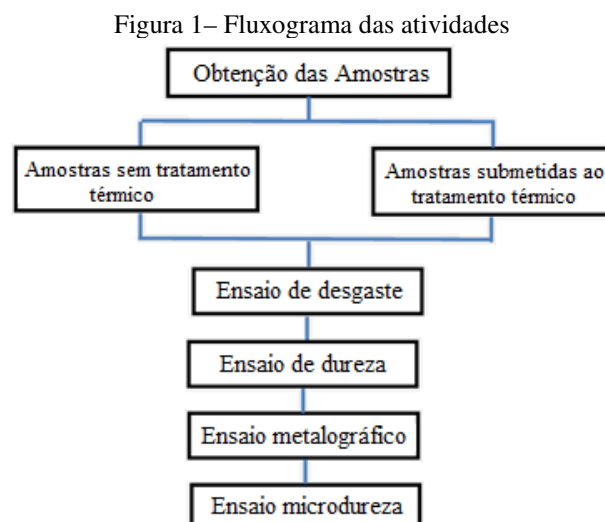 Figura 1– Fluxograma das atividades
Obtenção das Amostras
Amostras sem tratamento
térmico
Amostras submetidas ao
tratamento térmico
Ensaio de desgaste
Ensaio de dureza
Ensaio metalográfico
Ensaio microdureza